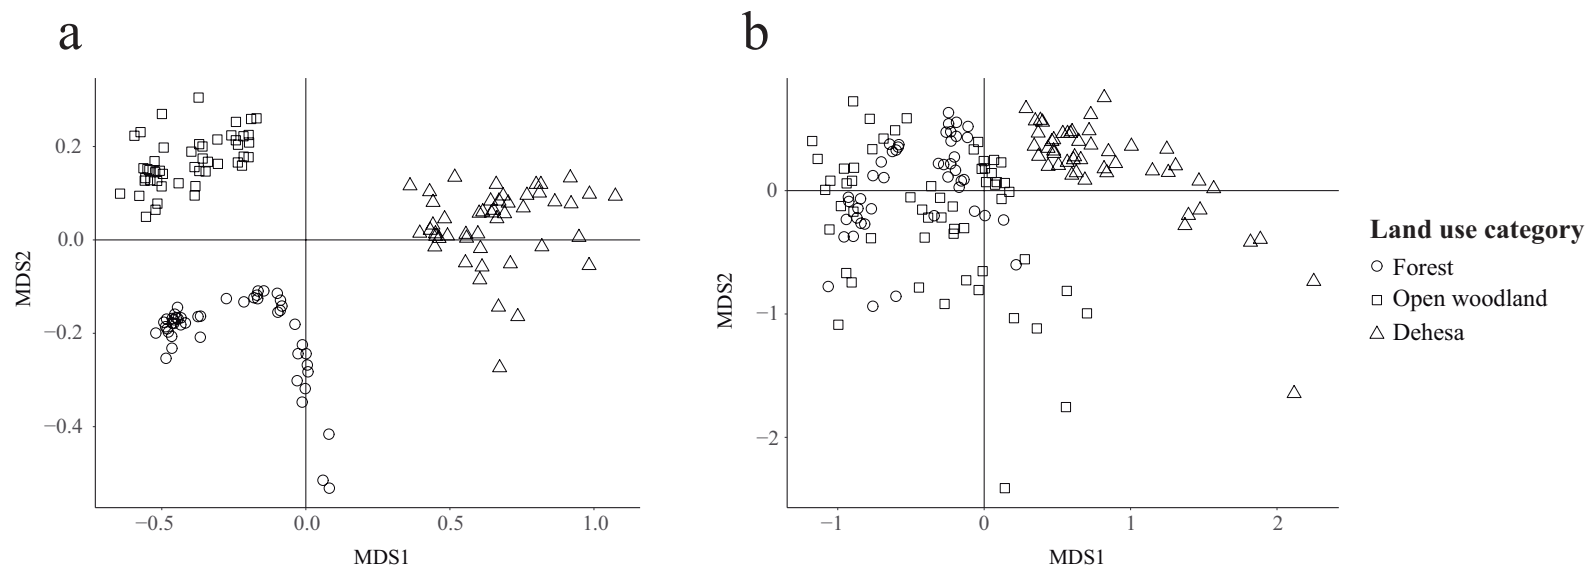 a
0.2
0.0
−0.2
−0.4
MDS2
−0.5
0.0
0.5
1.0
MDS1
b
0
−1
−2
MDS2
−1
0
1
2
MDS1
Land use category
Forest
Open woodland
Dehesa